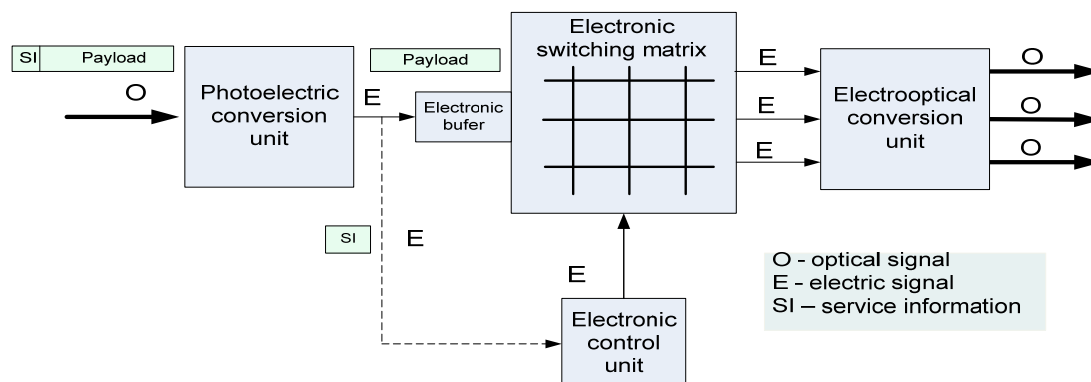 SI Payload
O
Photoelectric
conversion
unit
E
Payload
Electronic
bufer
Electronic
switching matrix
E
E
E
Electrooptical
conversion
unit
O
O
O
SI
E
E
Electronic
control
unit
O - optical signal
E - electric signal
SI – service information